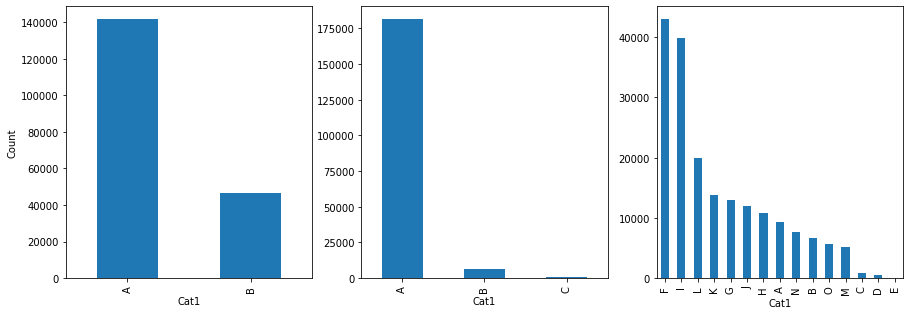 Count
140000
120000
100000
80000
60000
40000
20000
0
A
B
Cat1
175000
150000
125000
100000
75000
50000
25000
0
A
B
C
Cat1
40000
30000
20000
10000
0
F
I
L
K
G
J
H
A
N
B
O
M
C
D
E
Cat1